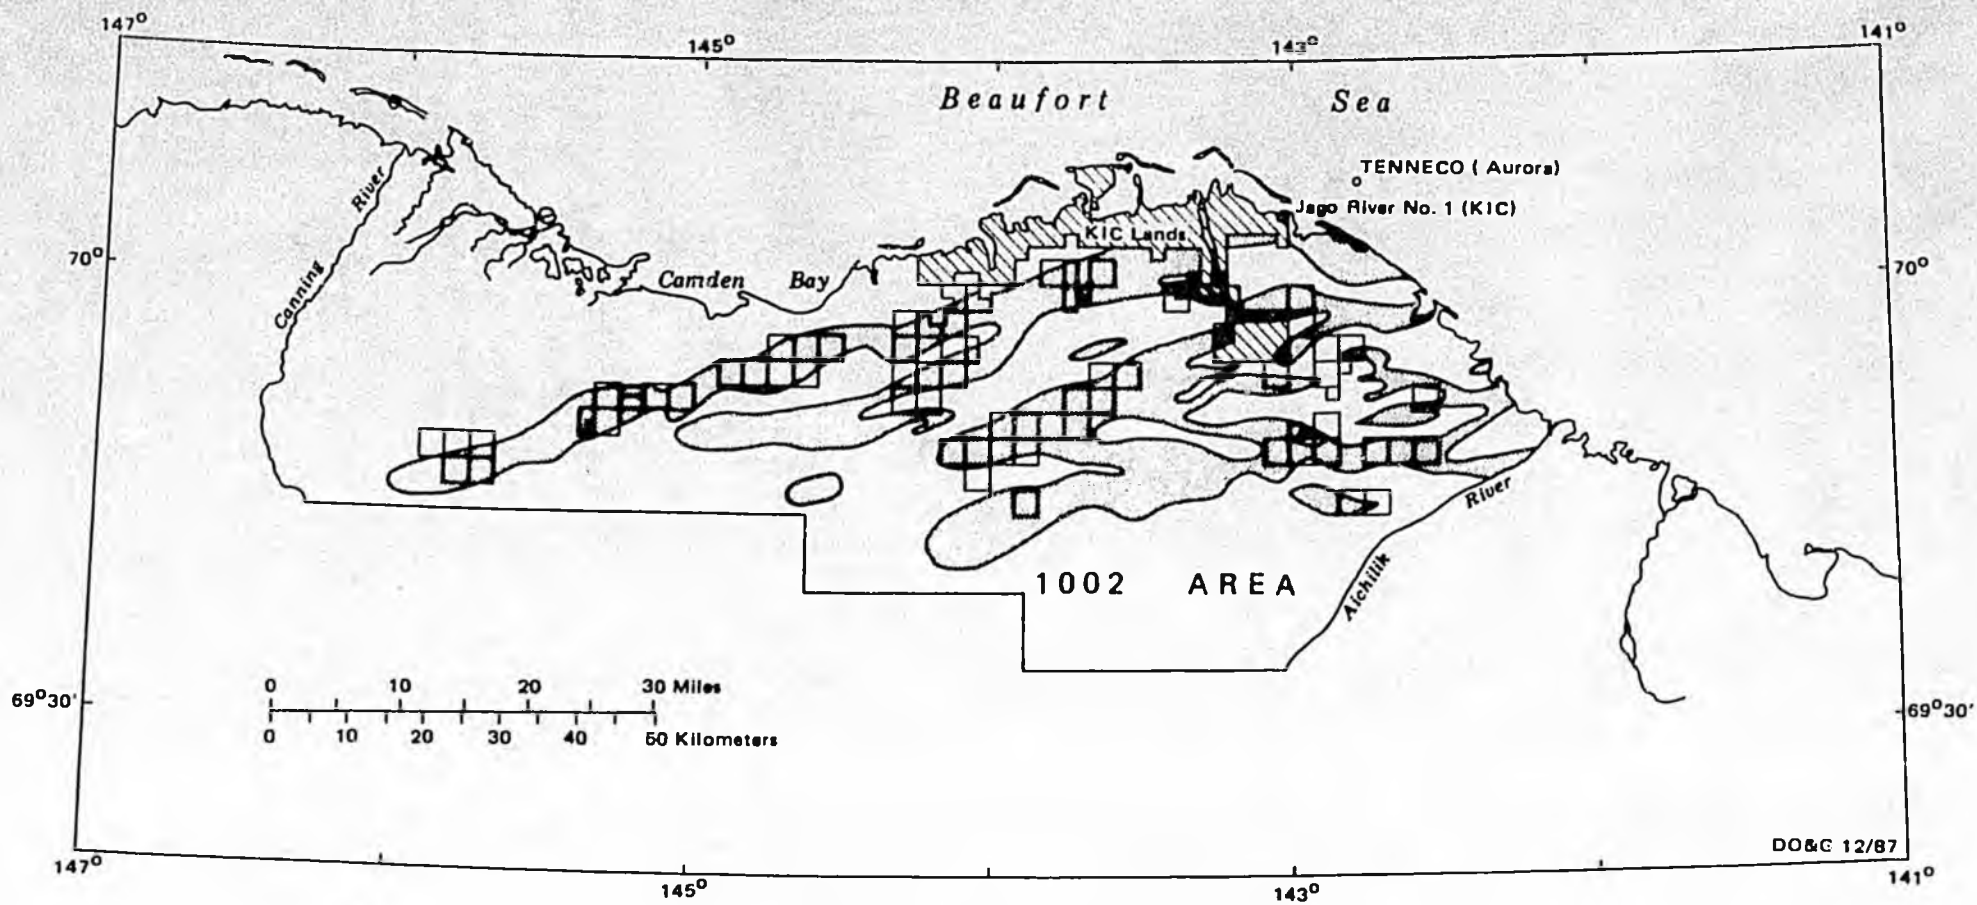 147°
145°
143°
141°
Beaufort Sea
TENNECO ( Aurora)
Jago River No. 1 (KIC)
KIC Lands
River
Canning
70°
70°
Camden Bay
River
Aichilik
1002 AREA
0 10 20 30 Miles
0 10 20 30 40 50 Kilometers
69°30'
69°30'
DO&G 12/87
147°
145°
143°
141°